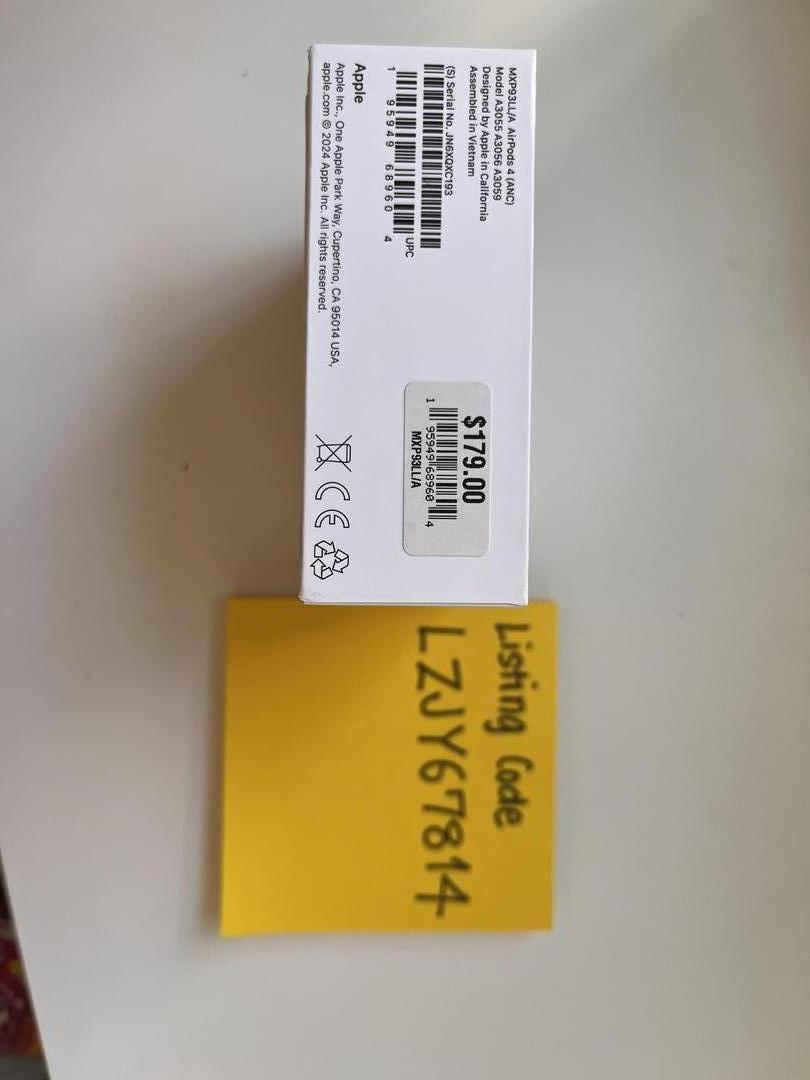 MXP93LL/A AirPods 4 (ANC)
Model A3055 A3056 A3059
Designed by Apple in California
Assembled in Vietnam
(S) Serial No. JN6XQXC193
UPC
1 95949 68960 4
Apple
Apple Inc., One Apple Park Way, Cupertino, CA 95014 USA,
apple.com © 2024 Apple Inc. All rights reserved.
$179.00
1 95949 68960 4
MXP93LL/A
CE
Listing Code
LZJY67814